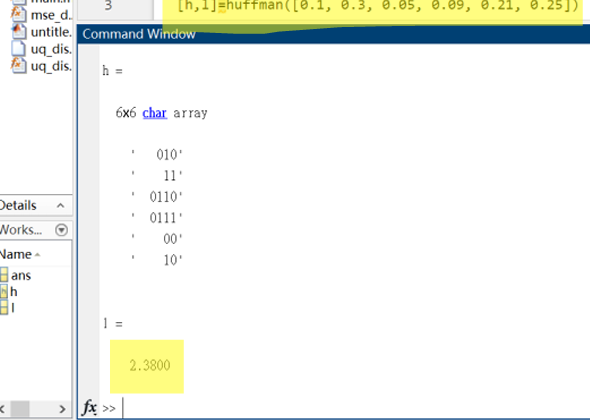 main.m
3 [h,l]=huffman([0.1, 0.3, 0.05, 0.09, 0.21, 0.25])
mse_d..
untitle.
uq_dis.
uq_dis.
Command Window
h =
6x6 char array
'   010'
'    11'
'  0110'
'  0111'
'    00'
'    10'
l =
2.3800
fx >>
Details
Works...
Name
ans
h
l